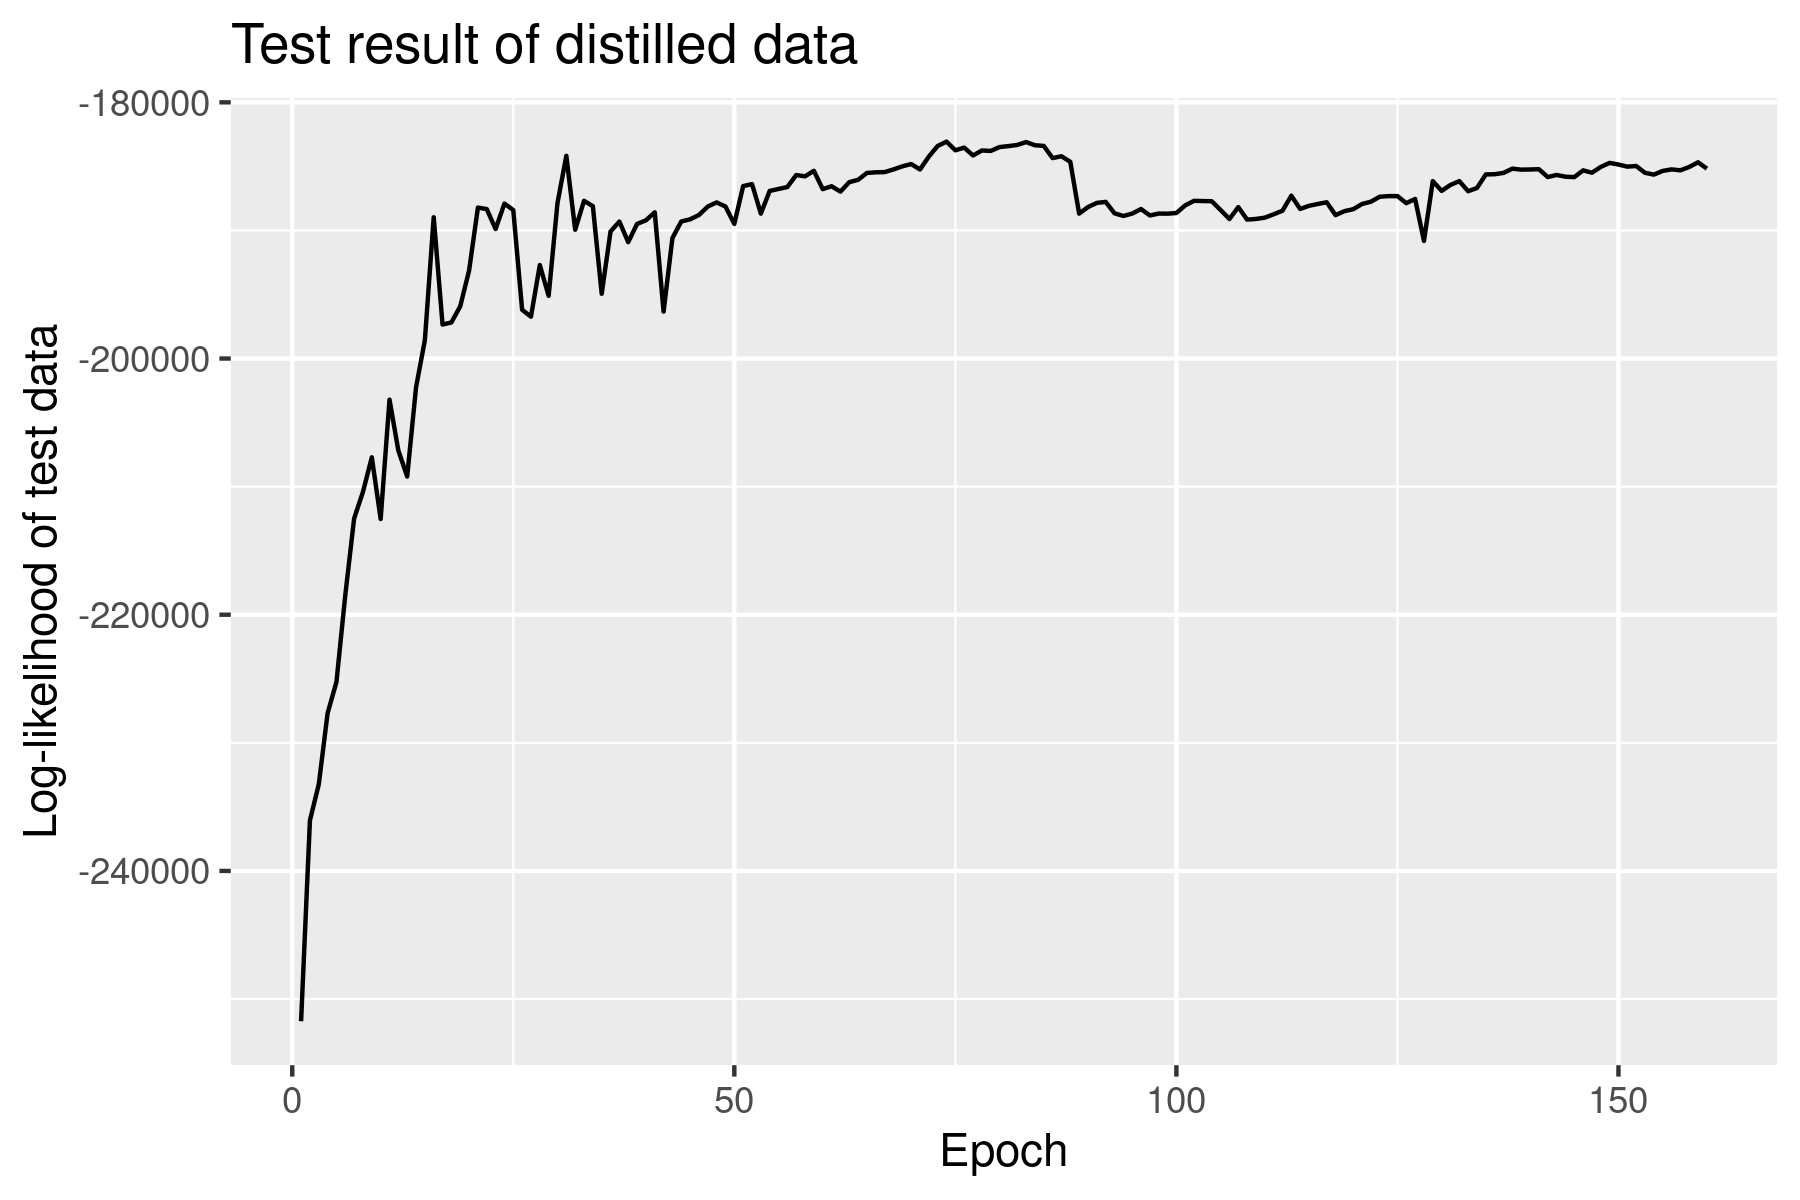 Test result of distilled data
Log-likelihood of test data
-180000
-200000
-220000
-240000
0 50 100 150
Epoch